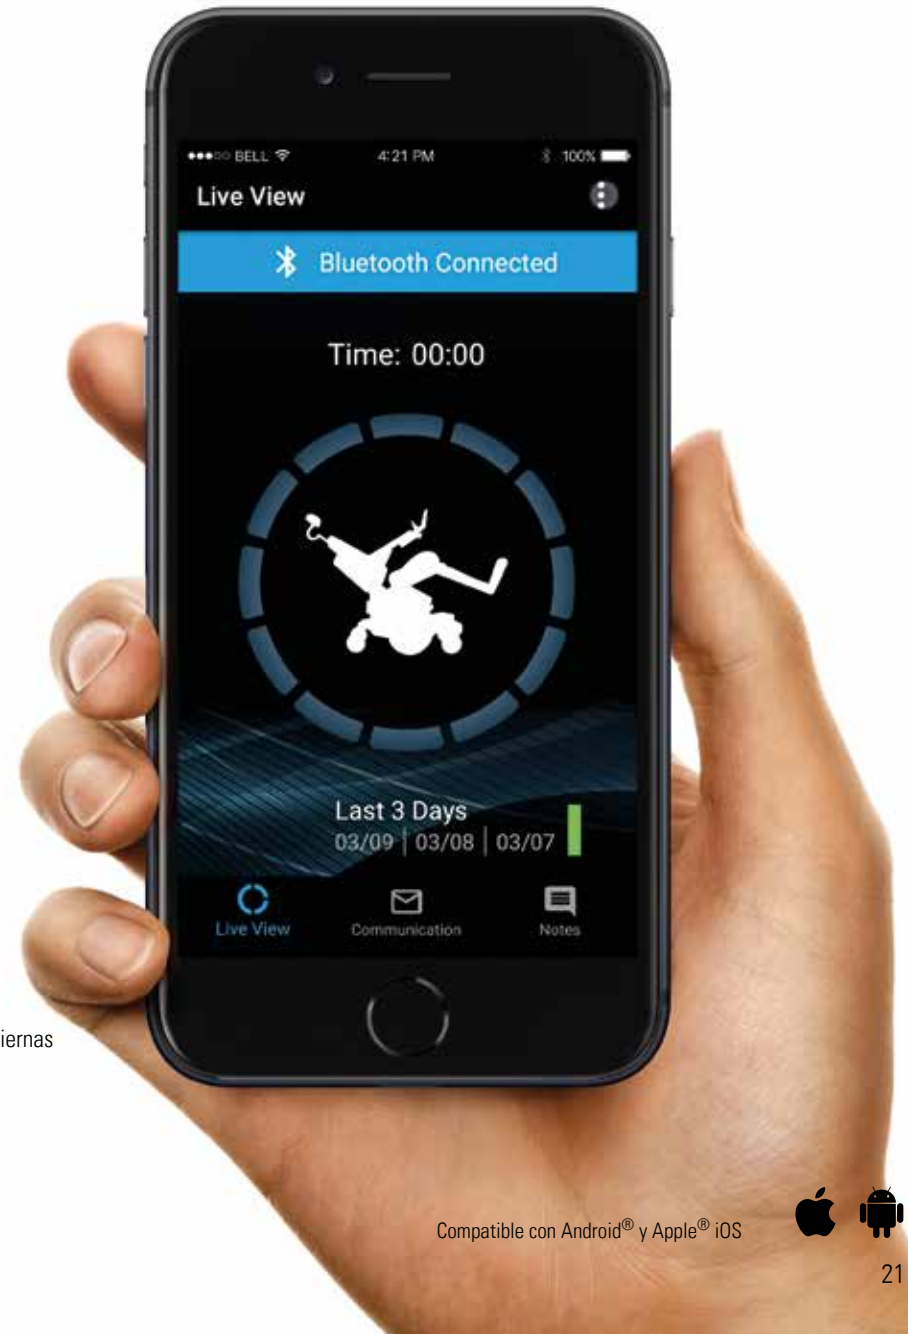 BELL 4:21 PM 100%
Live View
Bluetooth Connected
Time: 00:00
Last 3 Days
03/09 | 03/08 | 03/07
Live View Communication Notes
iernas
Compatible con Android® y Apple® iOS
21